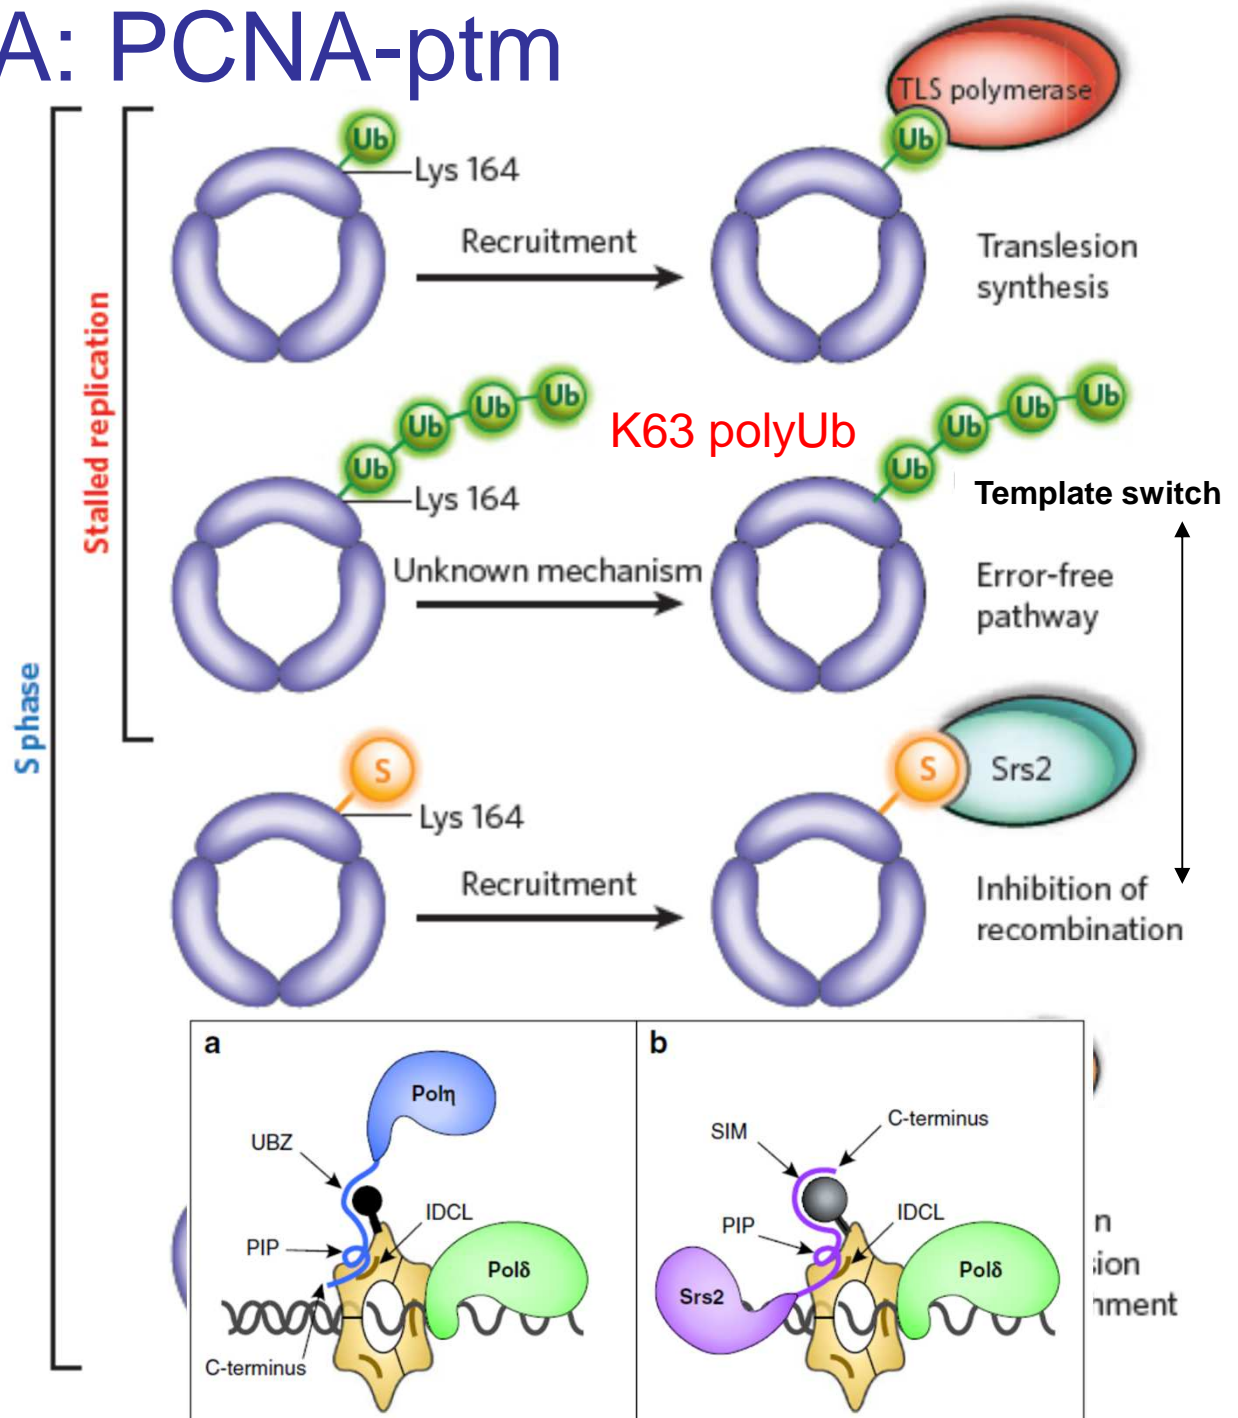 A: PCNA-ptm
TLS polymerase
Ub
Ub
Lys 164
Recruitment
Translesion
synthesis
Stalled replication
Ub
Ub
Ub
Ub
K63 polyUb
Ub
Ub
Ub
Ub
Lys 164
Template switch
Unknown mechanism
Error-free
pathway
S phase
S
S
Srs2
Lys 164
Recruitment
Inhibition of
recombination
a
Polη
UBZ
IDCL
PIP
Polδ
C-terminus
b
C-terminus
SIM
PIP
IDCL
Srs2
Polδ
n
sion
nment